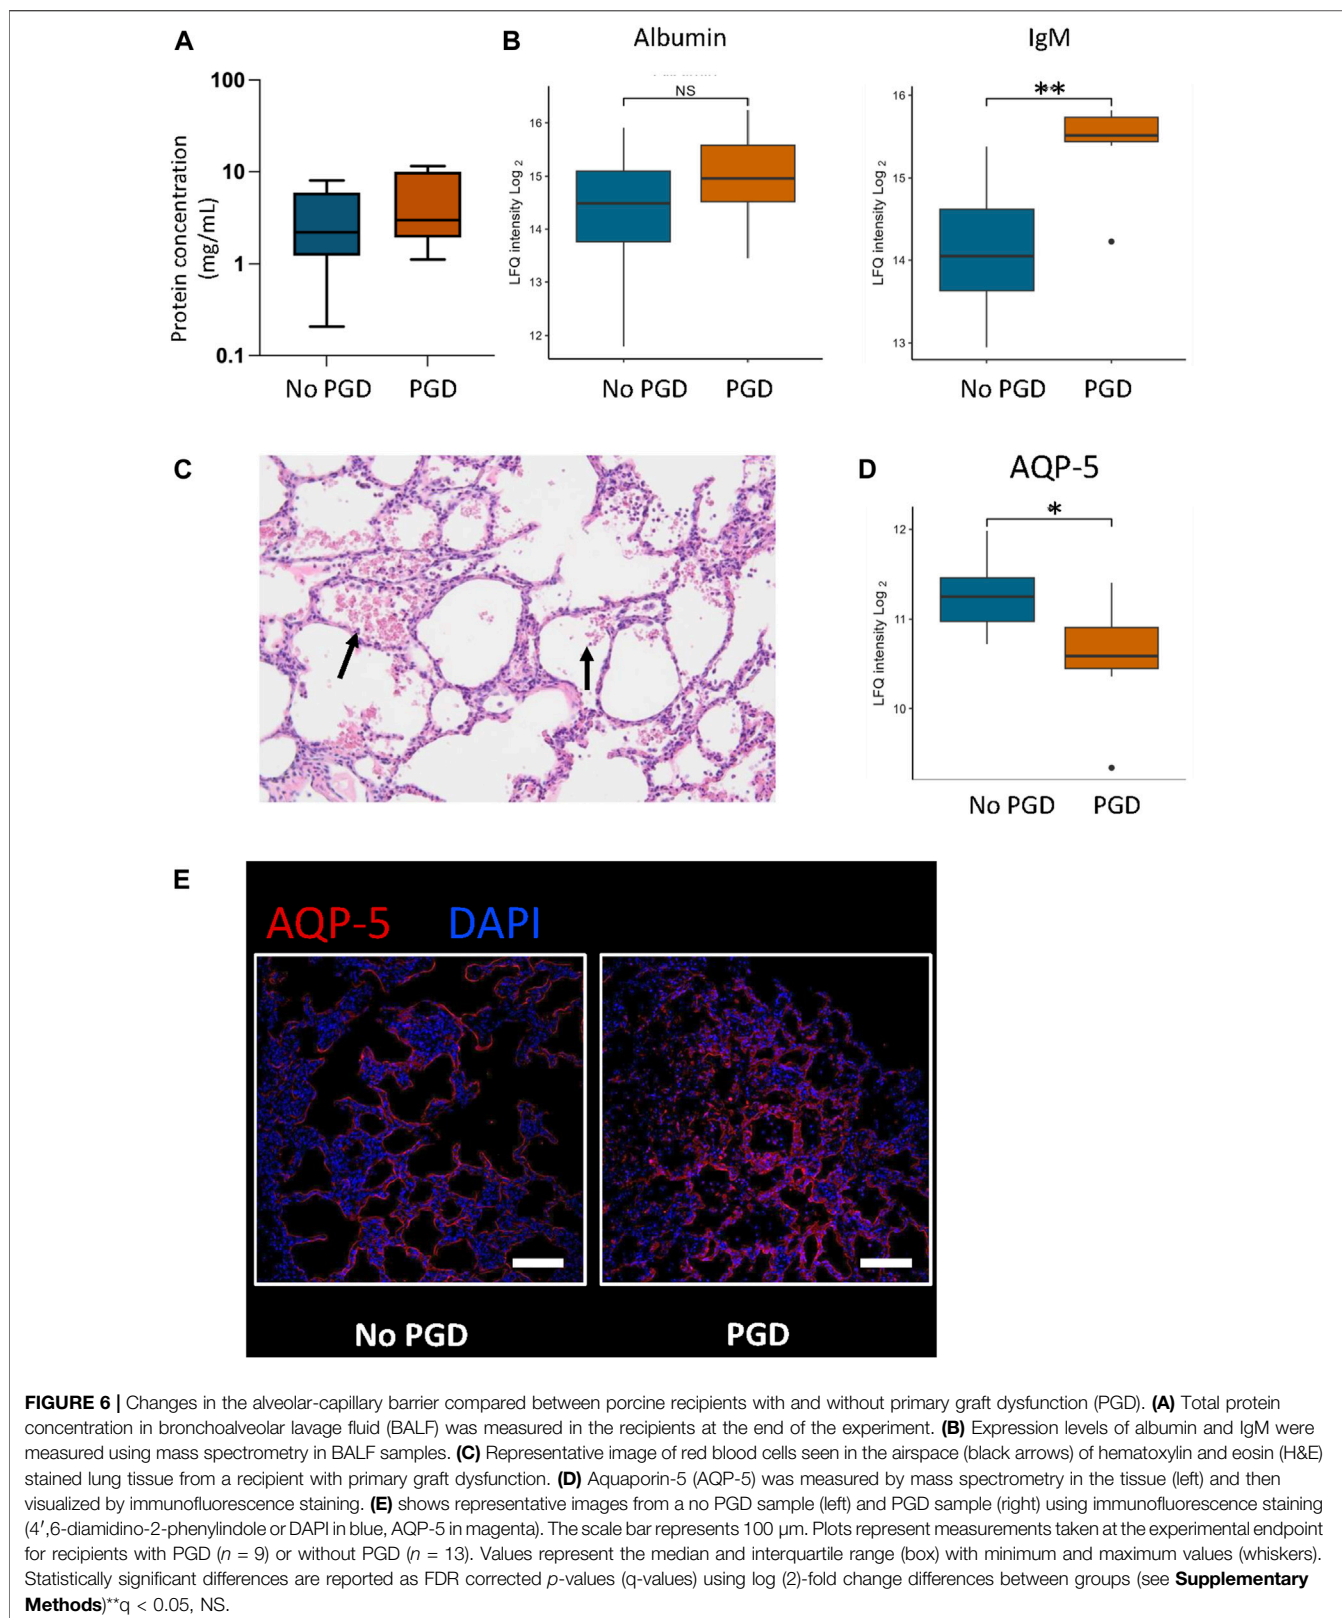 A
B
Albumin
IgM
100
10
1
0.1
Protein concentration
(mg/mL)
No PGD
PGD
NS
16
15
14
13
12
LFQ intensity Log 2
No PGD
PGD
**
16
15
14
13
LFQ intensity Log 2
No PGD
PGD
C
D
AQP-5
*
12
11
10
LFQ intensity Log 2
No PGD
PGD
E
AQP-5 DAPI
No PGD
PGD
FIGURE 6 | Changes in the alveolar-capillary barrier compared between porcine recipients with and without primary graft dysfunction (PGD). (A) Total protein
concentration in bronchoalveolar lavage fluid (BALF) was measured in the recipients at the end of the experiment. (B) Expression levels of albumin and IgM were
measured using mass spectrometry in BALF samples. (C) Representative image of red blood cells seen in the airspace (black arrows) of hematoxylin and eosin (H&E)
stained lung tissue from a recipient with primary graft dysfunction. (D) Aquaporin-5 (AQP-5) was measured by mass spectrometry in the tissue (left) and then
visualized by immunofluorescence staining. (E) shows representative images from a no PGD sample (left) and PGD sample (right) using immunofluorescence staining
(4′,6-diamidino-2-phenylindole or DAPI in blue, AQP-5 in magenta). The scale bar represents 100 μm. Plots represent measurements taken at the experimental endpoint
for recipients with PGD (n = 9) or without PGD (n = 13). Values represent the median and interquartile range (box) with minimum and maximum values (whiskers).
Statistically significant differences are reported as FDR corrected p-values (q-values) using log (2)-fold change differences between groups (see Supplementary
Methods)**q < 0.05, NS.